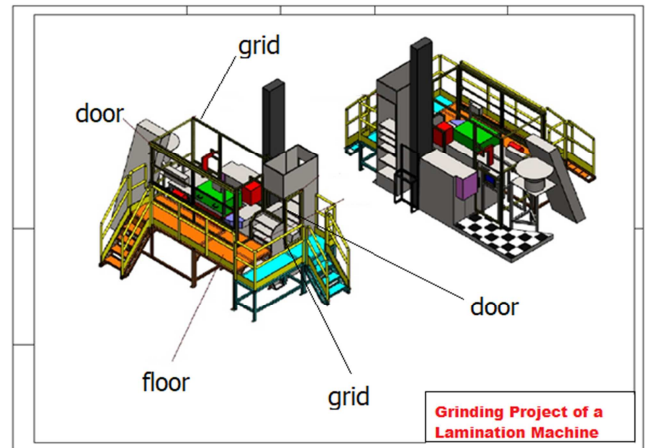 grid
door
door
floor
grid
Grinding Project of a
Lamination Machine